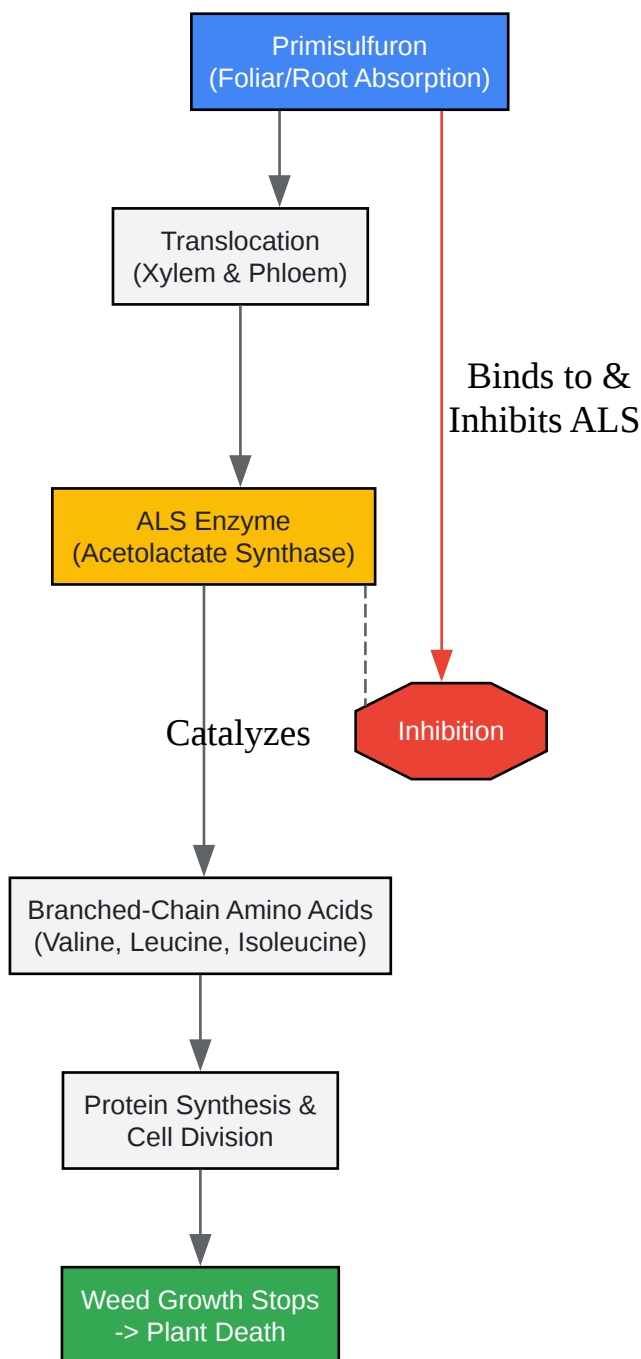 Primisulfuron
(Foliar/Root Absorption)
Translocation
(Xylem & Phloem)
Binds to &
Inhibits ALS
ALS Enzyme
(Acetolactate Synthase)
Catalyzes
Inhibition
Branched-Chain Amino Acids
(Valine, Leucine, Isoleucine)
Protein Synthesis &
Cell Division
Weed Growth Stops
-> Plant Death